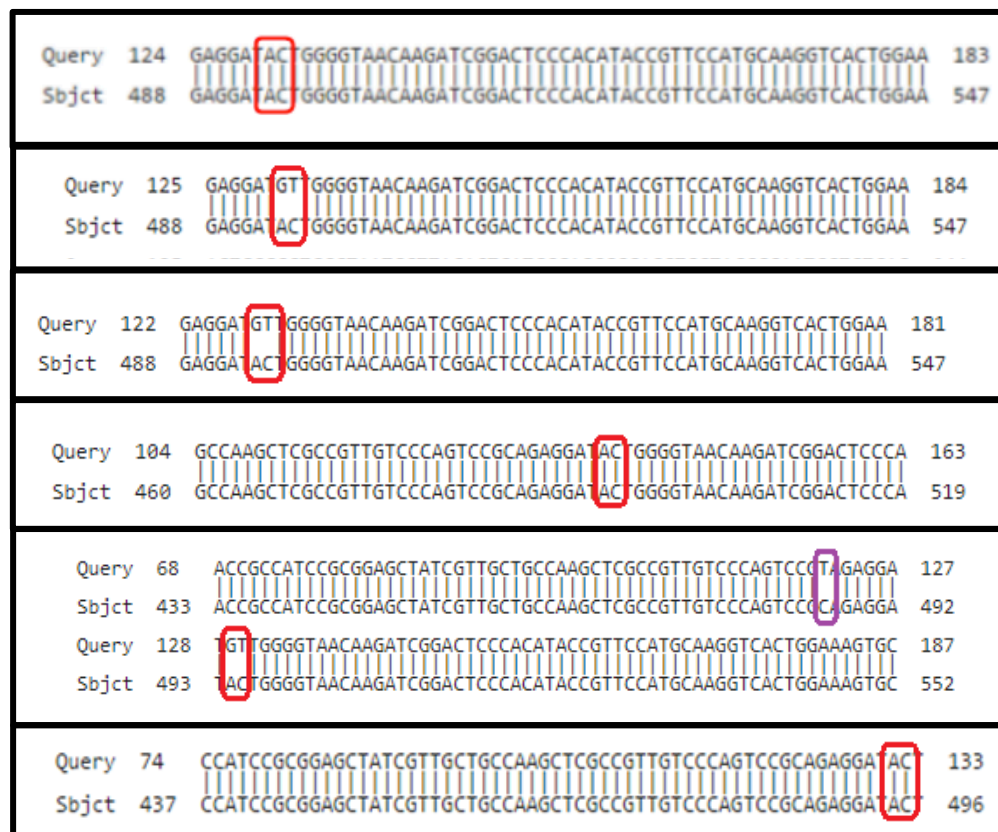 Query 124 GAGGATACTGGGGTAACAAGATCGGACTCCCACATACCGTTCCATGCAAGGTCACTGGAA 183
Sbjct 488 GAGGATACTGGGGTAACAAGATCGGACTCCCACATACCGTTCCATGCAAGGTCACTGGAA 547
Query 125 GAGGATGTTGGGGTAACAAGATCGGACTCCCACATACCGTTCCATGCAAGGTCACTGGAA 184
Sbjct 488 GAGGATACTGGGGTAACAAGATCGGACTCCCACATACCGTTCCATGCAAGGTCACTGGAA 547
Query 122 GAGGATGTTGGGGTAACAAGATCGGACTCCCACATACCGTTCCATGCAAGGTCACTGGAA 181
Sbjct 488 GAGGATACTGGGGTAACAAGATCGGACTCCCACATACCGTTCCATGCAAGGTCACTGGAA 547
Query 104 GCCAAGCTCGCCGTTGTCCCAGTCCGCAGAGGATACTGGGGTAACAAGATCGGACTCCCA 163
Sbjct 460 GCCAAGCTCGCCGTTGTCCCAGTCCGCAGAGGATACTGGGGTAACAAGATCGGACTCCCA 519
Query 68 ACCGCCATCCGCGGAGCTATCGTTGCTGCCAAGCTCGCCGTTGTCCCAGTCCGTAGAGGA 127
Sbjct 433 ACCGCCATCCGCGGAGCTATCGTTGCTGCCAAGCTCGCCGTTGTCCCAGTCCGCAGAGGA 492
Query 128 TGTTGGGGTAACAAGATCGGACTCCCACATACCGTTCCATGCAAGGTCACTGGAAAGTGC 187
Sbjct 493 TACTGGGGTAACAAGATCGGACTCCCACATACCGTTCCATGCAAGGTCACTGGAAAGTGC 552
Query 74 CCATCCGCGGAGCTATCGTTGCTGCCAAGCTCGCCGTTGTCCCAGTCCGCAGAGGATACT 133
Sbjct 437 CCATCCGCGGAGCTATCGTTGCTGCCAAGCTCGCCGTTGTCCCAGTCCGCAGAGGATACT 496